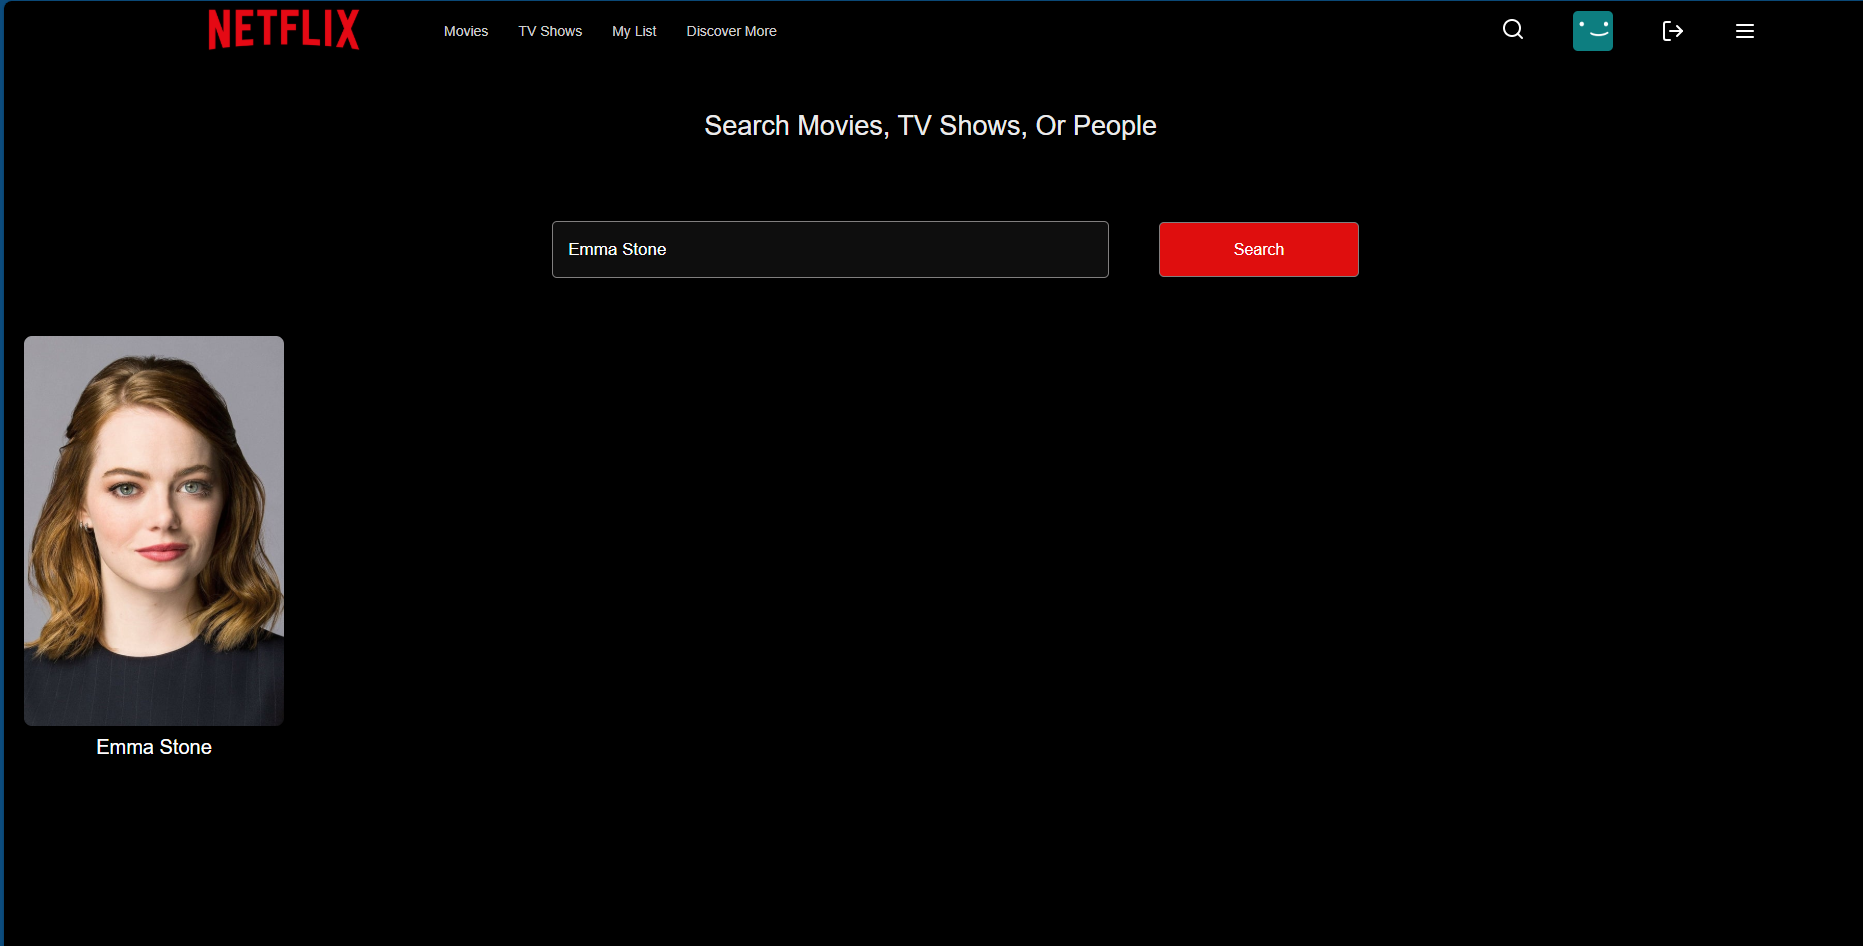 NETFLIX Movies TV Shows My List Discover More
Search Movies, TV Shows, Or People
Emma Stone Search
Emma Stone